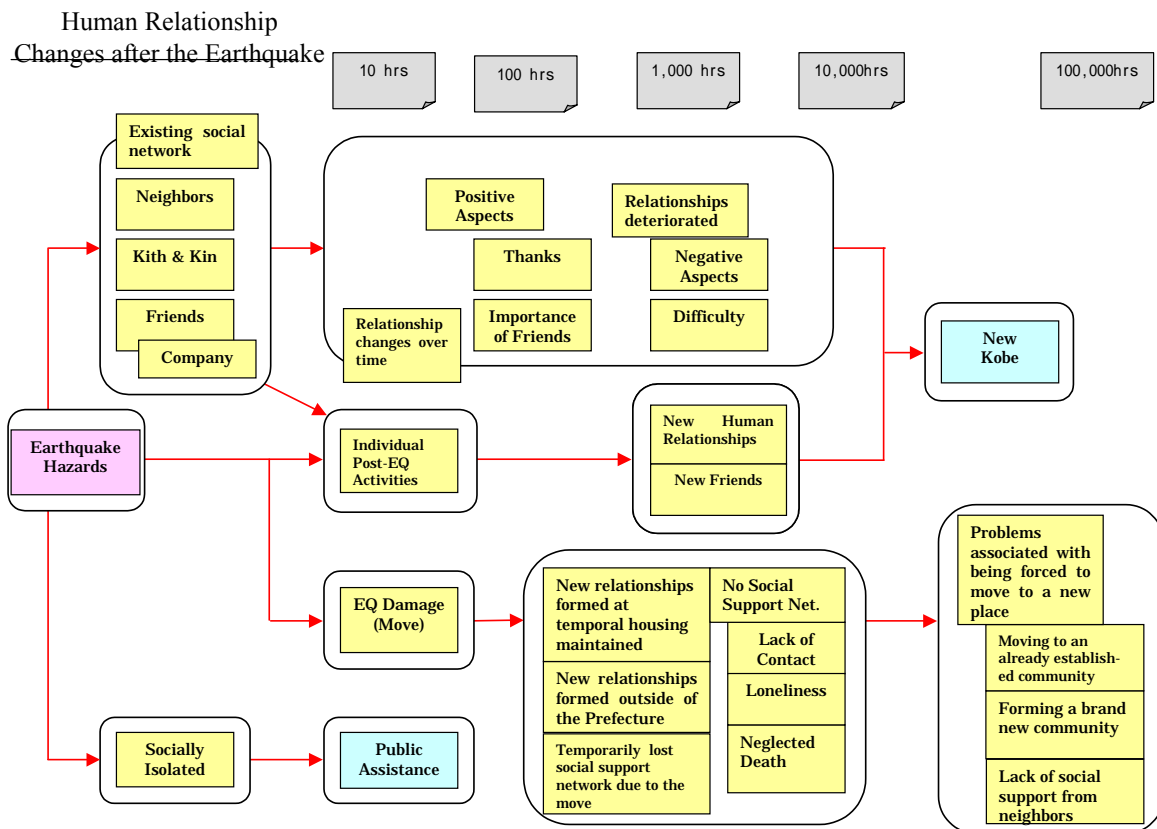 Human Relationship
Changes after the Earthquake
10 hrs
100 hrs
1,000 hrs
10,000hrs
100,000hrs
Existing social
network
Neighbors
Kith & Kin
Friends
Company
Positive
Aspects
Thanks
Importance
of Friends
Relationship
changes over
time
Relationships
deteriorated
Negative
Aspects
Difficulty
New
Kobe
Earthquake
Hazards
Individual
Post-EQ
Activities
New Human
Relationships
New Friends
EQ Damage
(Move)
New relationships
formed at
temporal housing
maintained
New relationships
formed outside of
the Prefecture
Temporarily lost
social support
network due to the
move
No Social
Support Net.
Lack of
Contact
Loneliness
Neglected
Death
Problems
associated with
being forced to
move to a new
place
Moving to an
already establish-
ed community
Forming a brand
new community
Lack of social
support from
neighbors
Socially
Isolated
Public
Assistance